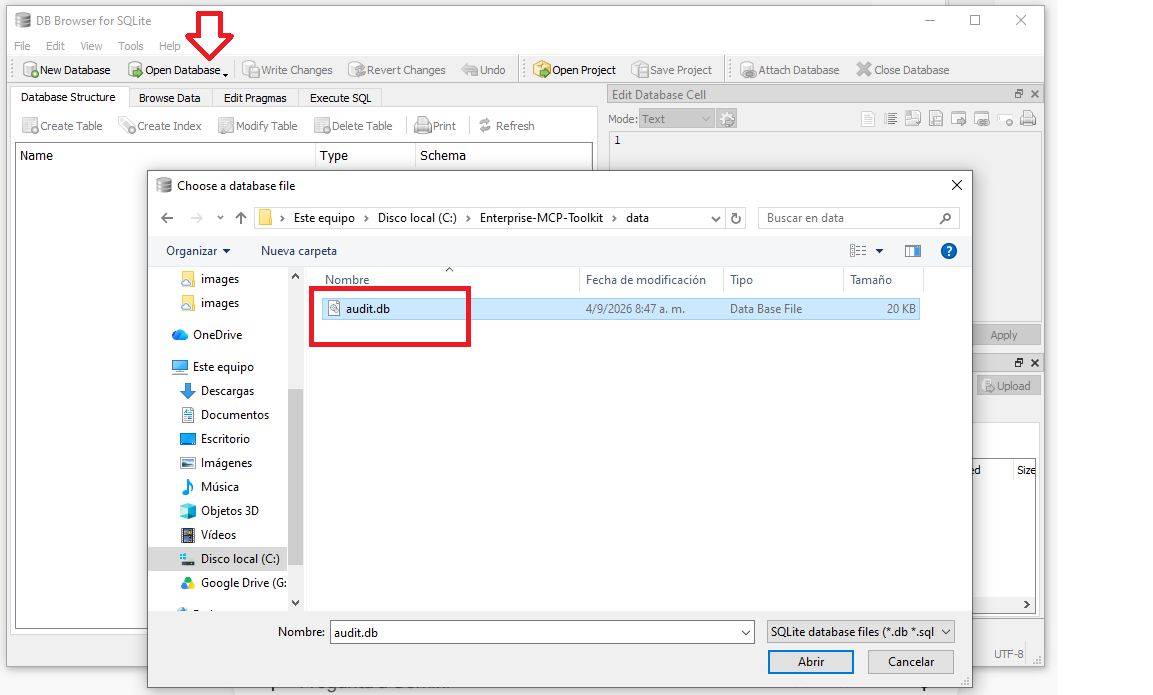 DB Browser for SQLite
File Edit View Tools Help
New Database Open Database Write Changes Revert Changes Undo Open Project Save Project Attach Database Close Database
Database Structure Browse Data Edit Pragmas Execute SQL
Create Table Create Index Modify Table Delete Table Print Refresh
Name Type Schema
Edit Database Cell
Mode: Text
1
Apply
Upload
ed Size
UTF-8
Choose a database file
Este equipo Disco local (C:) Enterprise-MCP-Toolkit data
Buscar en data
Organizar Nueva carpeta
Nombre Fecha de modificación Tipo Tamaño
audit.db 4/9/2026 8:47 a. m. Data Base File 20 KB
images
images
OneDrive
Este equipo
Descargas
Documentos
Escritorio
Imágenes
Música
Objetos 3D
Vídeos
Disco local (C:)
Google Drive (G:
Nombre: audit.db SQLite database files (*.db *.sql
Abrir Cancelar